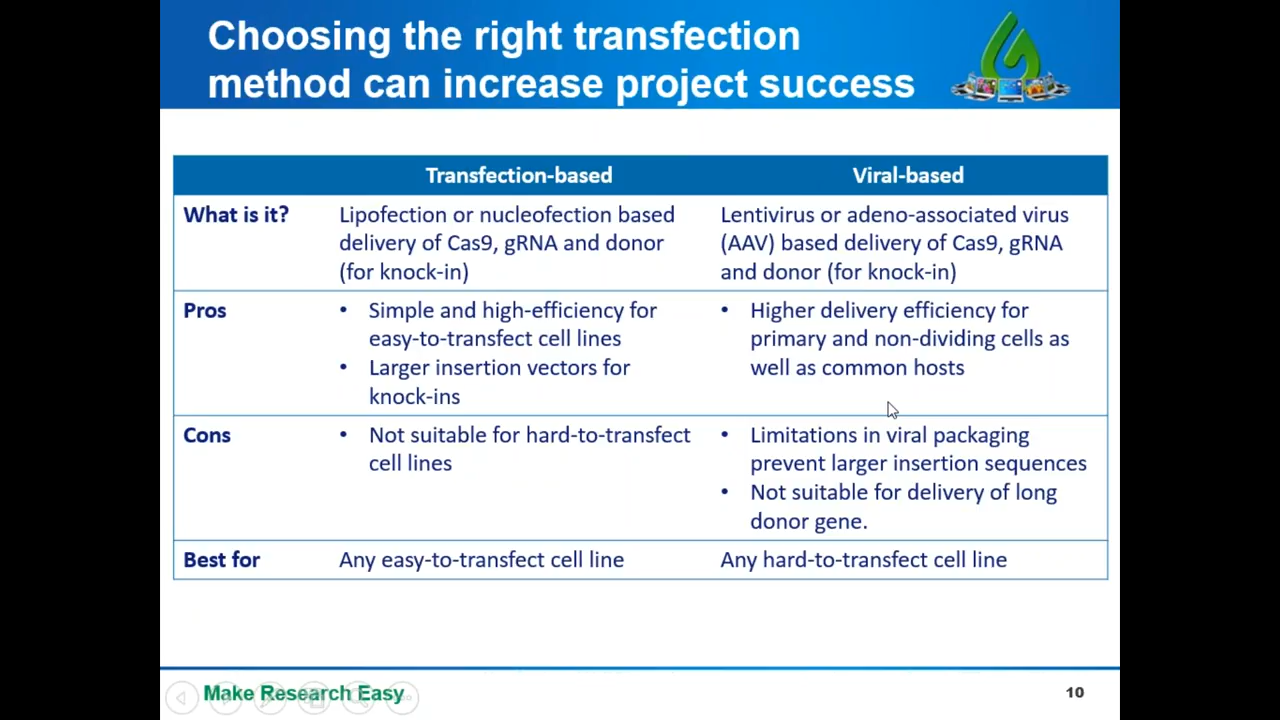 Choosing the right transfection
method can increase project success
Transfection-based
Viral-based
What is it?
Lipofection or nucleofection based
delivery of Cas9, gRNA and donor
(for knock-in)
Lentivirus or adeno-associated virus
(AAV) based delivery of Cas9, gRNA
and donor (for knock-in)
Pros
• Simple and high-efficiency for
easy-to-transfect cell lines
• Larger insertion vectors for
knock-ins
• Higher delivery efficiency for
primary and non-dividing cells as
well as common hosts
Cons
• Not suitable for hard-to-transfect
cell lines
• Limitations in viral packaging
prevent larger insertion sequences
• Not suitable for delivery of long
donor gene.
Best for
Any easy-to-transfect cell line
Any hard-to-transfect cell line
Make Research Easy
10